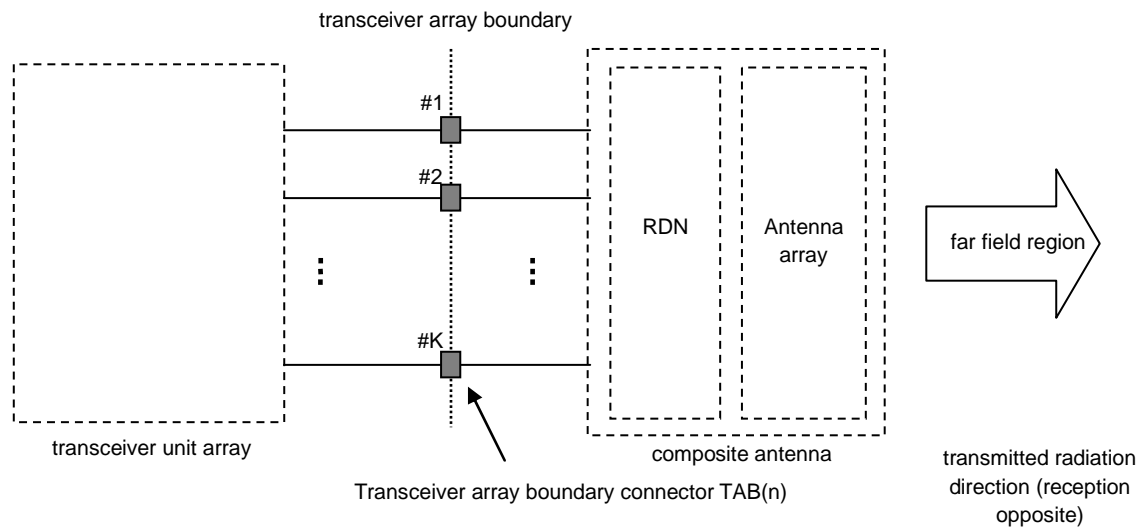 transceiver array boundary
#1
#2
⋮
⋮
#K
RDN
Antenna
array
far field region
transceiver unit array
composite antenna
Transceiver array boundary connector TAB(n)
transmitted radiation
direction (reception
opposite)